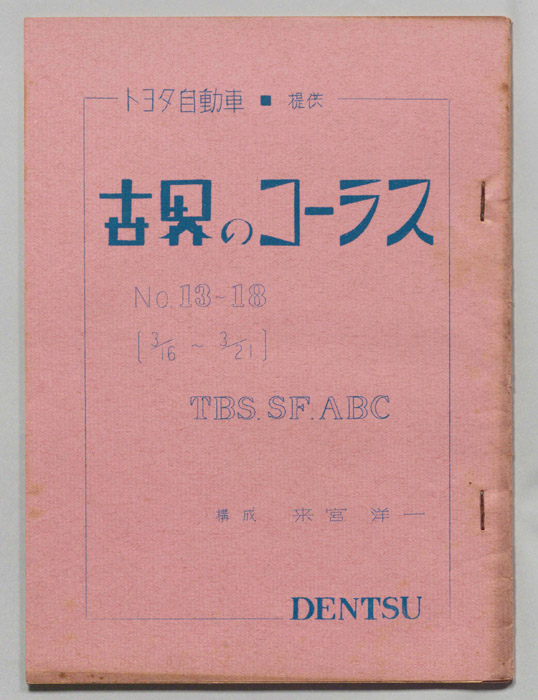 トヨタ自動車 ■ 提供
世界のコーラス
No.13~18
[3/16 ~ 3/21]
TBS.SF.ABC
構成 来宮洋一
DENTSU